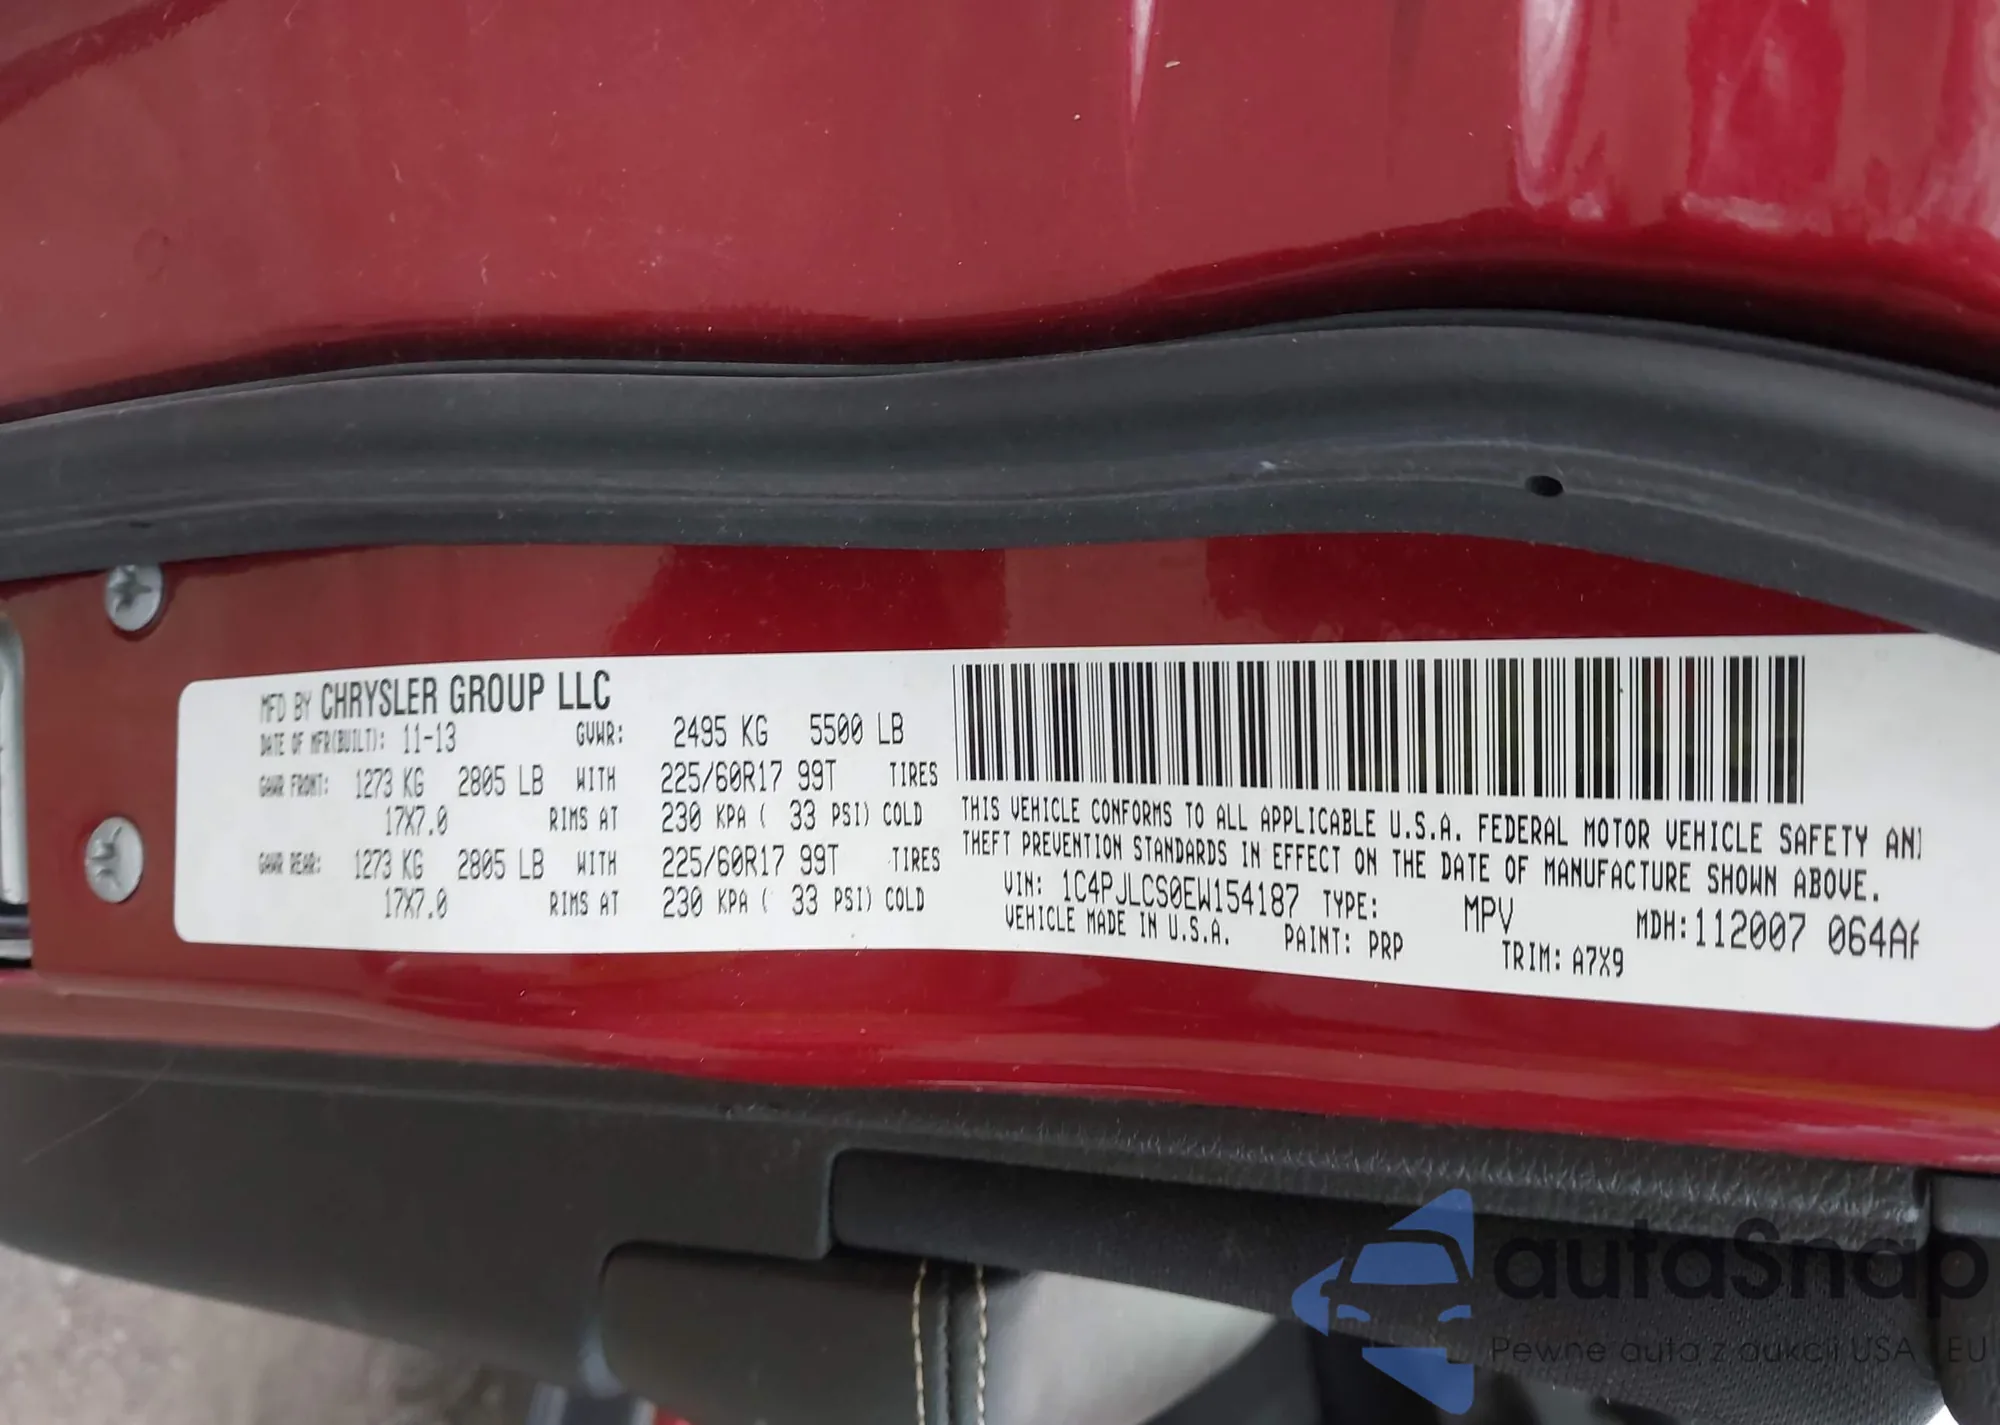 MFD BY CHRYSLER GROUP LLC
DATE OF MFR(BUILT): 11-13 GVWR: 2495 KG 5500 LB
GAWR FRONT: 1273 KG 2805 LB WITH 225/60R17 99T TIRES
17X7.0 RIMS AT 230 KPA ( 33 PSI) COLD
GAWR REAR: 1273 KG 2805 LB WITH 225/60R17 99T TIRES
17X7.0 RIMS AT 230 KPA ( 33 PSI) COLD
THIS VEHICLE CONFORMS TO ALL APPLICABLE U.S.A. FEDERAL MOTOR VEHICLE SAFETY AND
THEFT PREVENTION STANDARDS IN EFFECT ON THE DATE OF MANUFACTURE SHOWN ABOVE.
VIN: 1C4PJLCS0EW154187 TYPE: MPV MDH: 112007 064AA
VEHICLE MADE IN U.S.A. PAINT: PRP TRIM: A7X9
autaSnap
Pewne auta z aukcji USA i EU